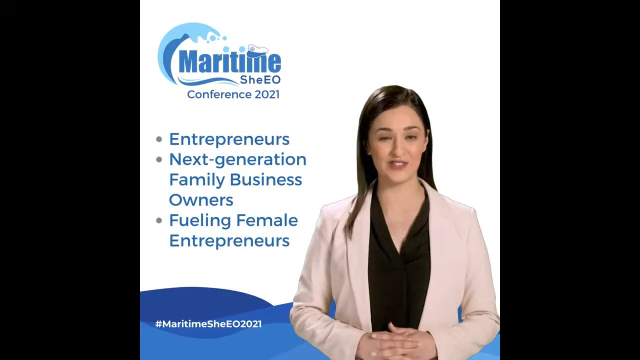 Maritime
SheEO
Conference 2021
Entrepreneurs
Next-generation
Family Business
Owners
Fueling Female
Entrepreneurs
#MaritimeSheEO2021